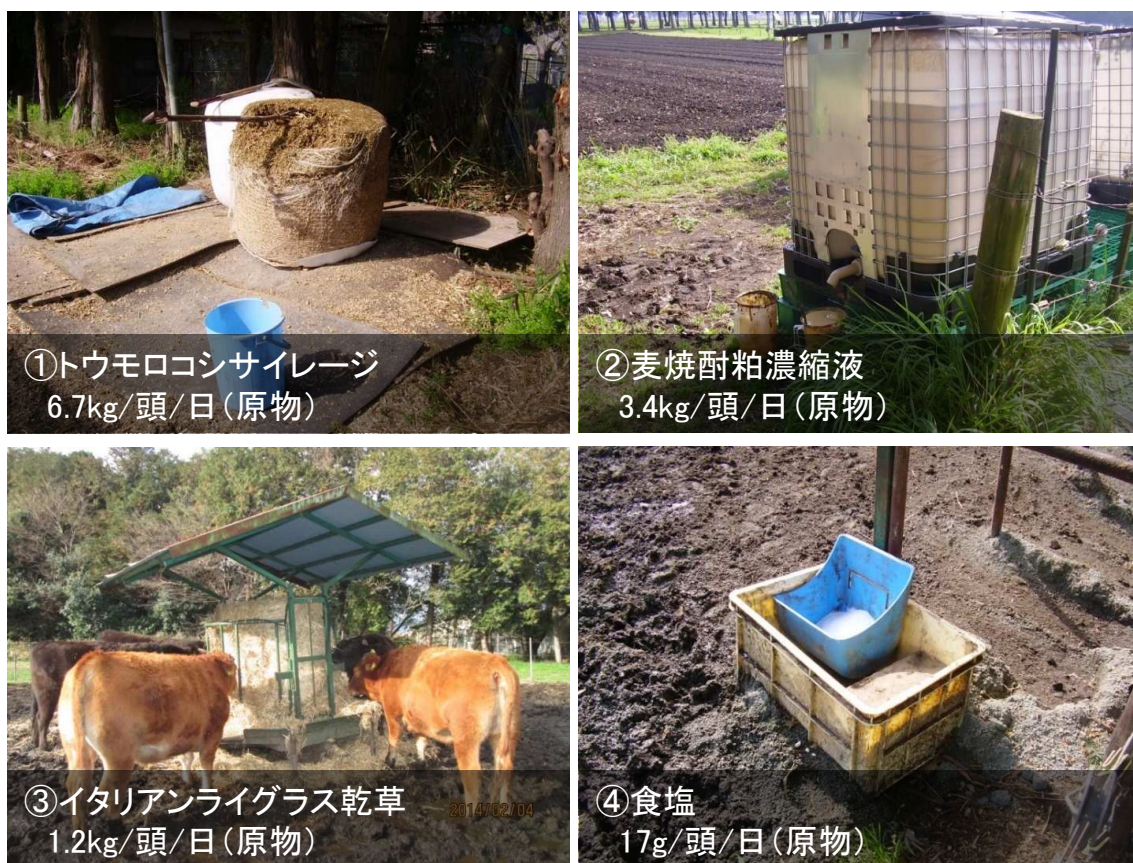 ①トウモロコシサイレージ
6.7kg/頭/日(原物)
②麦焼酎粕濃縮液
3.4kg/頭/日(原物)
③イタリアンライグラス乾草
2014/02/04
1.2kg/頭/日(原物)
④食塩
17g/頭/日(原物)